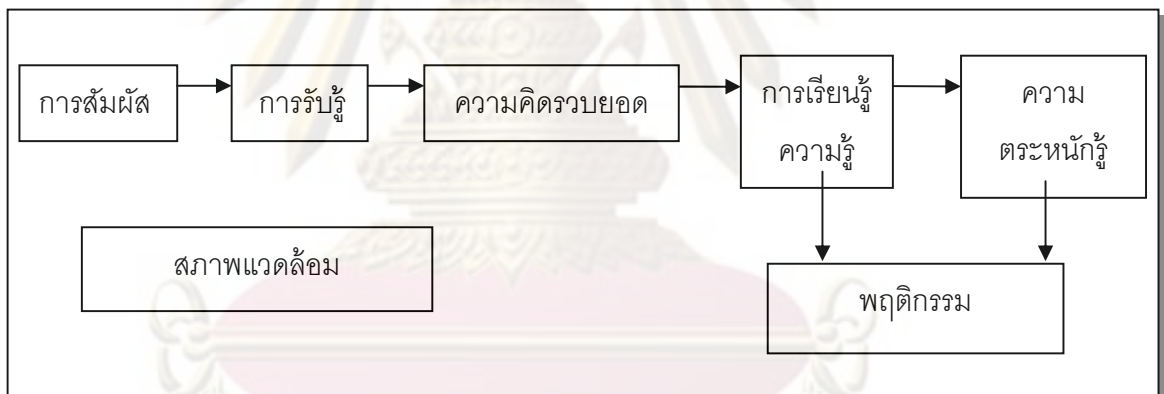 การสัมผัส
การรับรู้
ความคิดรวบยอด
การเรียนรู้
ความรู้
ความ
ตระหนักรู้
สภาพแวดล้อม
พฤติกรรม